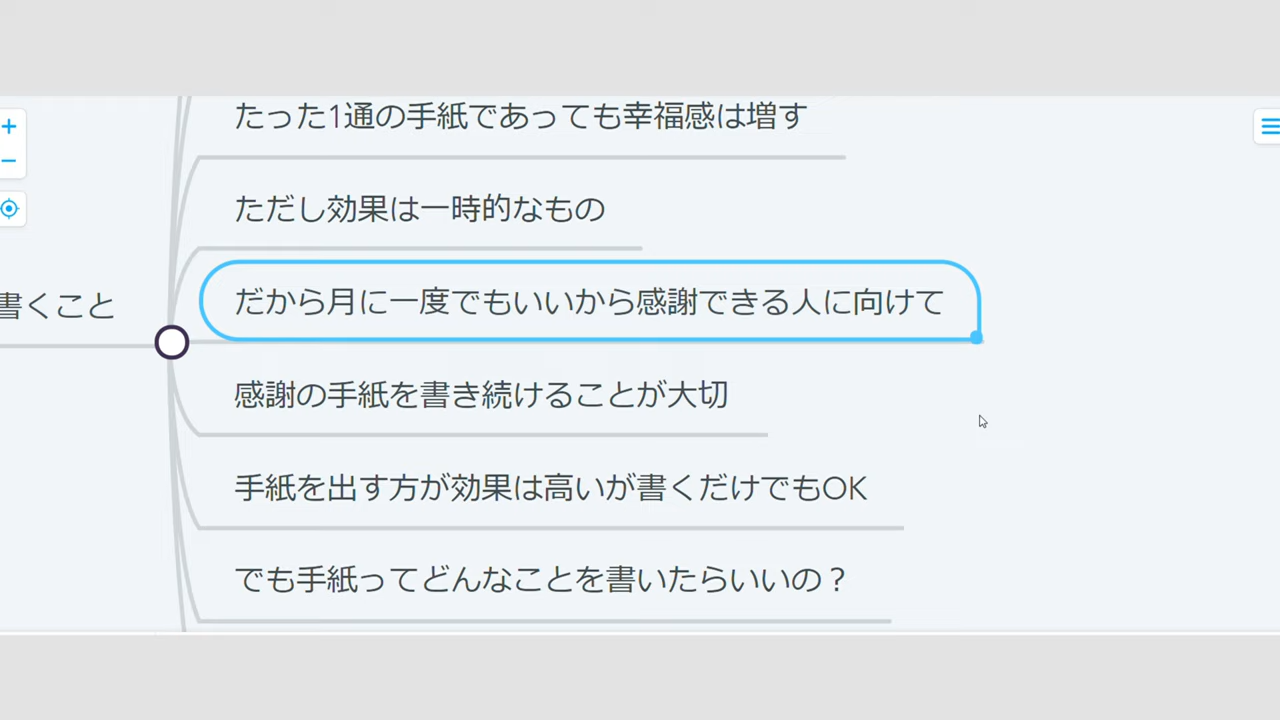 たった1通の手紙であっても幸福感は増す
ただし効果は一時的なもの
だから月に一度でもいいから感謝できる人に向けて
書くこと
感謝の手紙を書き続けることが大切
手紙を出す方が効果は高いが書くだけでもOK
でも手紙ってどんなことを書いたらいいの？